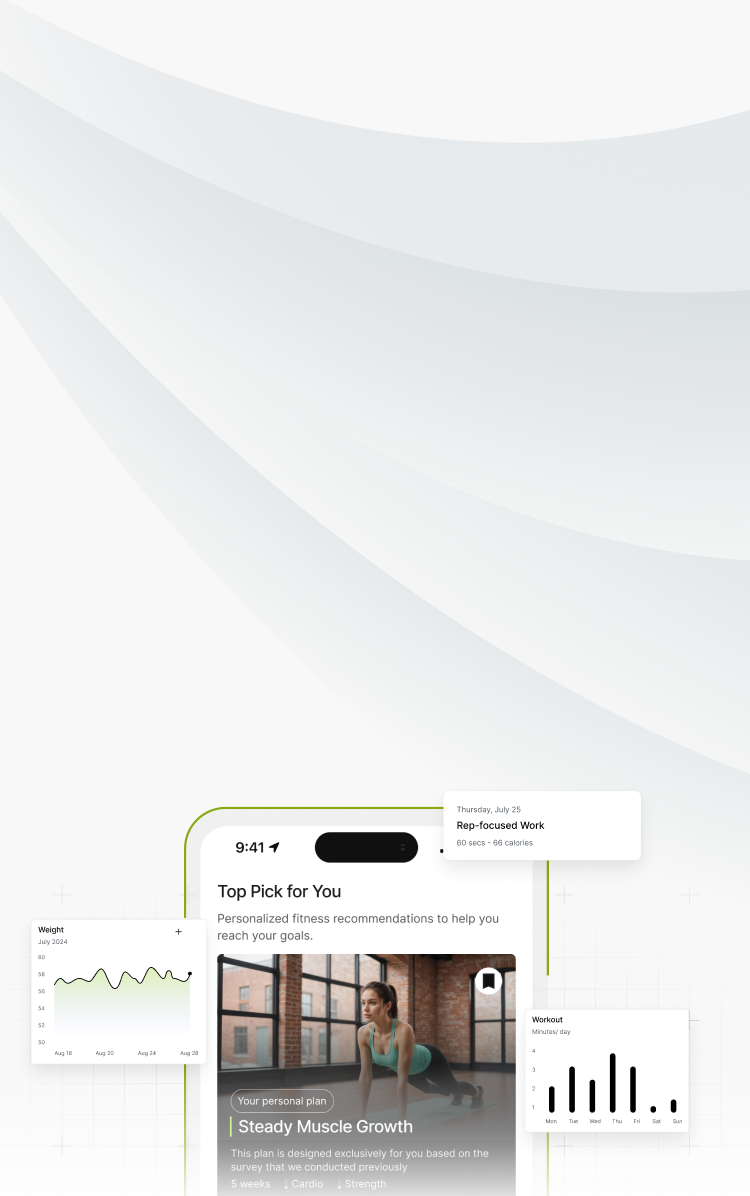 Thursday, July 25
Rep-focused Work
60 secs - 66 calories
9:41
Top Pick for You
Personalized fitness recommendations to help you
reach your goals.
Weight
July 2024
60
58
56
54
52
50
Aug 16 Aug 20 Aug 24 Aug 28
Workout
Minutes/ day
4
3
2
1
Mon Tue Wed Thu Fri Sat Sun
Your personal plan
Steady Muscle Growth
This plan is designed exclusively for you based on the
survey that we conducted previously
5 weeks Cardio Strength